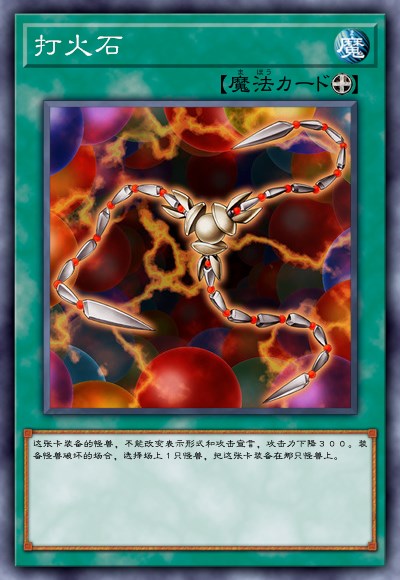 打火石
魔
【魔法カード】
まほう
这张卡装备的怪兽，不能改变表示形式和攻击宣言，攻击力下降３００。装
备怪兽破坏的场合，选择场上１只怪兽，把这张卡装备在那只怪兽上。